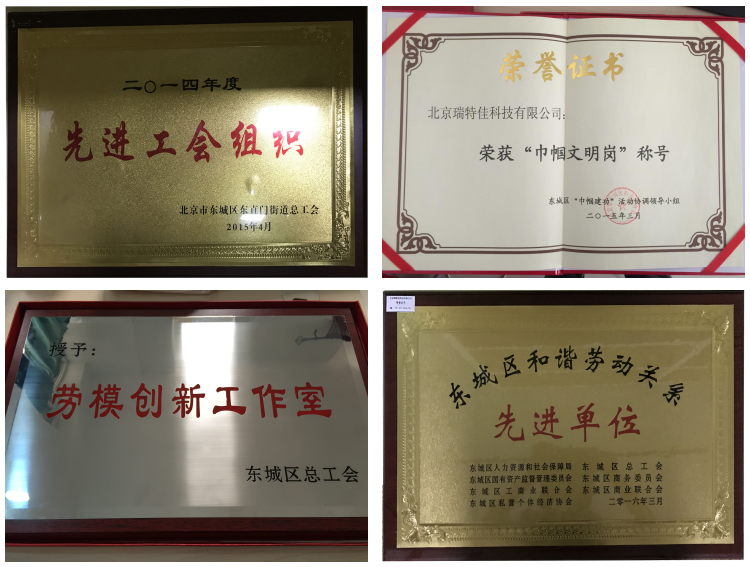 二〇一四年度
先进工会组织
北京市东城区东直门街道总工会
2015年4月
荣誉证书
北京瑞特佳科技有限公司：
荣获“巾帼文明岗”称号
东城区“巾帼建功”活动协调领导小组
二〇一五年三月
授予：
劳模创新工作室
东城区总工会
东城区和谐劳动关系
先进单位
东城区人力资源和社会保障局 东城区总工会
东城区国有资产监督管理委员会 东城区商务委员会
东城区工商业联合会 东城区商业联合会
东城区私营个体经济协会 二零一六年三月